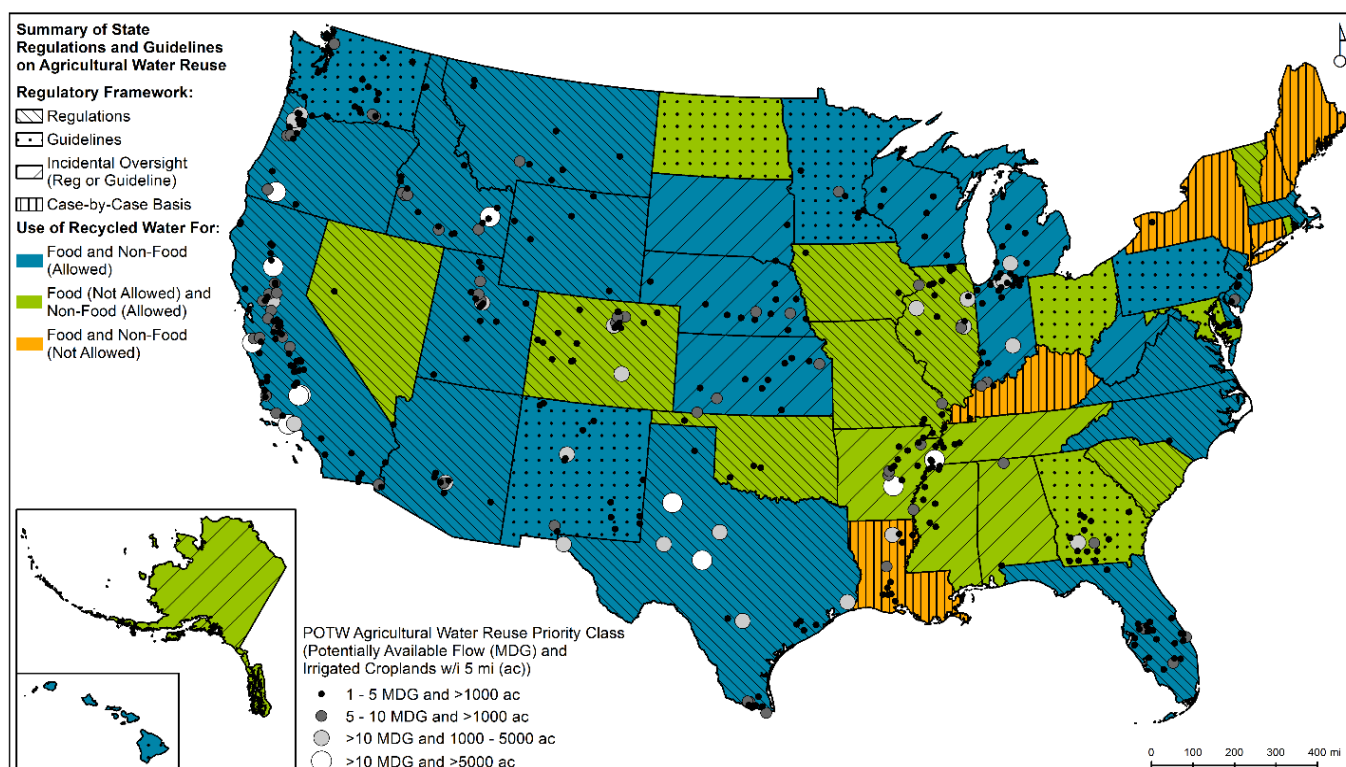 Summary of State
Regulations and Guidelines
on Agricultural Water Reuse
Regulatory Framework:
Regulations
Guidelines
Incidental Oversight
(Reg or Guideline)
Case-by-Case Basis
Use of Recycled Water For:
Food and Non-Food
(Allowed)
Food (Not Allowed) and
Non-Food (Allowed)
Food and Non-Food
(Not Allowed)
POTW Agricultural Water Reuse Priority Class
(Potentially Available Flow (MDG) and
Irrigated Croplands w/i 5 mi (ac))
1 - 5 MDG and >1000 ac
5 - 10 MDG and >1000 ac
>10 MDG and 1000 - 5000 ac
>10 MDG and >5000 ac
0 100 200 300 400 mi